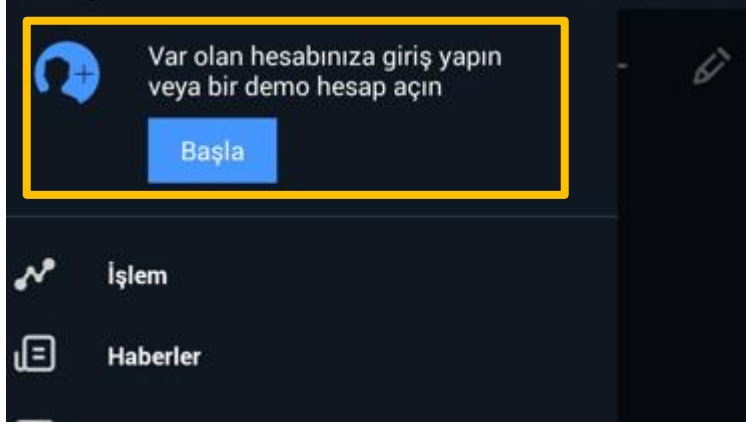 Var olan hesabınıza giriş yapın
veya bir demo hesap açın
Başla
İşlem
Haberler